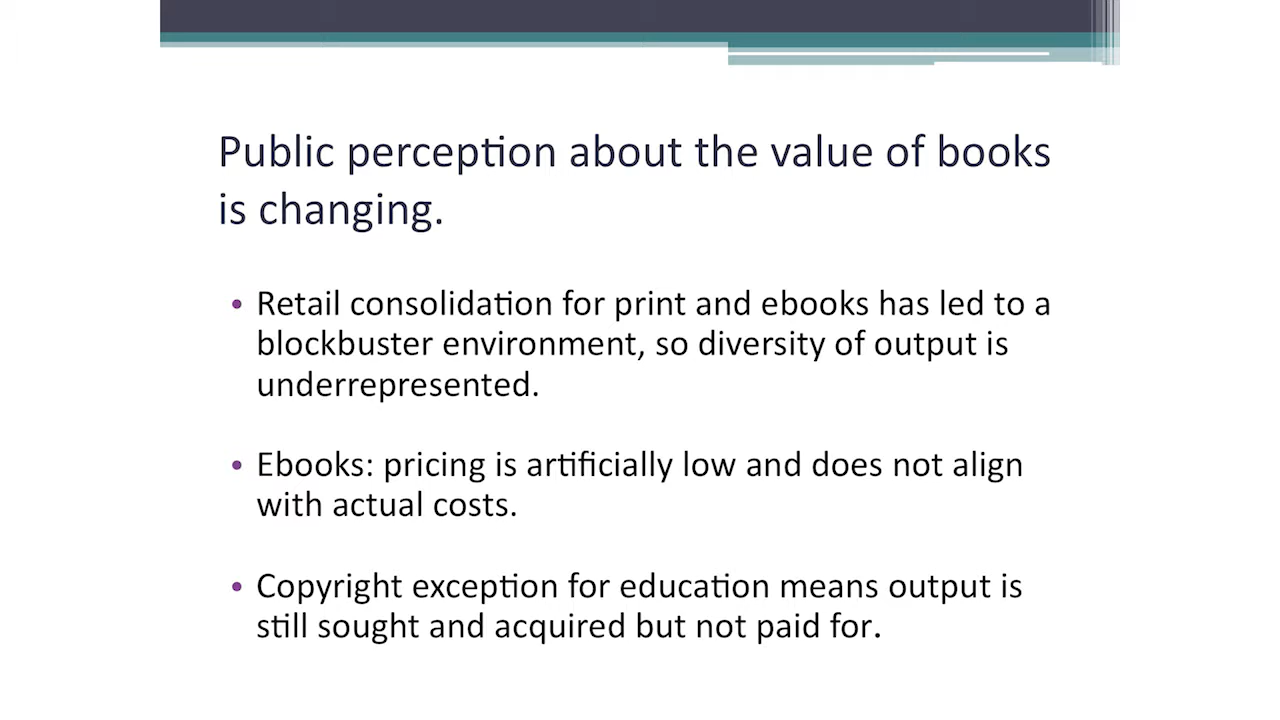 Public perception about the value of books
is changing.
• Retail consolidation for print and ebooks has led to a
blockbuster environment, so diversity of output is
underrepresented.
• Ebooks: pricing is artificially low and does not align
with actual costs.
• Copyright exception for education means output is
still sought and acquired but not paid for.